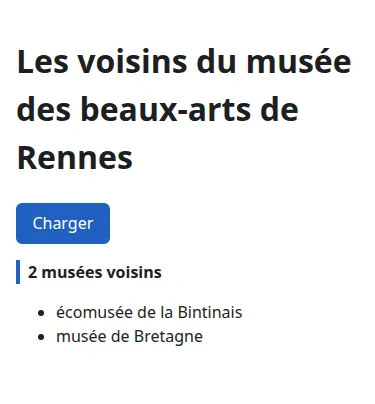 Les voisins du musée
des beaux-arts de
Rennes
Charger
2 musées voisins
écomusée de la Bintinais
musée de Bretagne